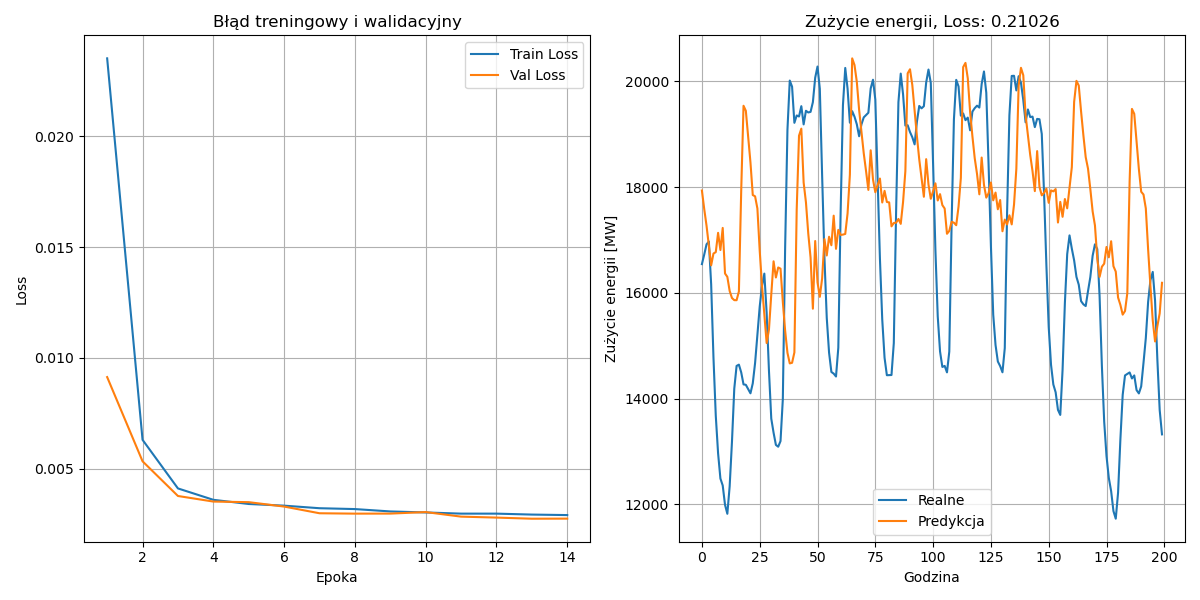 Błąd treningowy i walidacyjny
Train Loss
Val Loss
0.020
0.015
0.010
0.005
Loss
2
4
6
8
10
12
14
Epoka
Zużycie energii, Loss: 0.21026
20000
18000
16000
14000
12000
Zużycie energii [MW]
Realne
Predykcja
0
25
50
75
100
125
150
175
200
Godzina